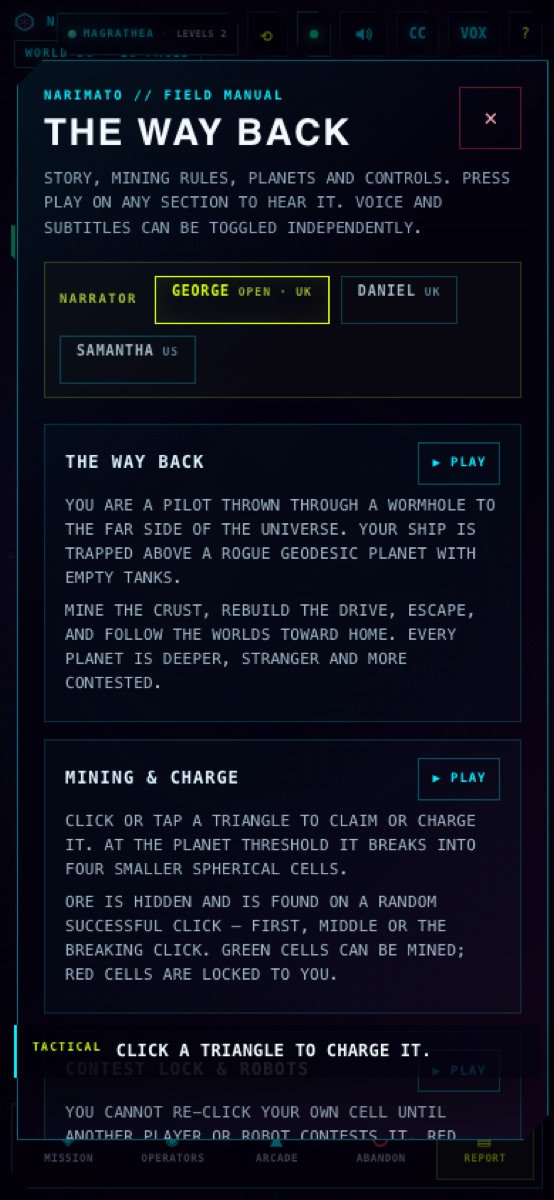 MAGRATHEA · LEVELS 2
CC
VOX
?
NARIMATO // FIELD MANUAL
THE WAY BACK
×
STORY, MINING RULES, PLANETS AND CONTROLS. PRESS
PLAY ON ANY SECTION TO HEAR IT. VOICE AND
SUBTITLES CAN BE TOGGLED INDEPENDENTLY.
NARRATOR
GEORGE OPEN · UK
DANIEL UK
SAMANTHA US
THE WAY BACK
▶ PLAY
YOU ARE A PILOT THROWN THROUGH A WORMHOLE TO
THE FAR SIDE OF THE UNIVERSE. YOUR SHIP IS
TRAPPED ABOVE A ROGUE GEODESIC PLANET WITH
EMPTY TANKS.
MINE THE CRUST, REBUILD THE DRIVE, ESCAPE,
AND FOLLOW THE WORLDS TOWARD HOME. EVERY
PLANET IS DEEPER, STRANGER AND MORE
CONTESTED.
MINING & CHARGE
▶ PLAY
CLICK OR TAP A TRIANGLE TO CLAIM OR CHARGE
IT. AT THE PLANET THRESHOLD IT BREAKS INTO
FOUR SMALLER SPHERICAL CELLS.
ORE IS HIDDEN AND IS FOUND ON A RANDOM
SUCCESSFUL CLICK — FIRST, MIDDLE OR THE
BREAKING CLICK. GREEN CELLS CAN BE MINED;
RED CELLS ARE LOCKED TO YOU.
TACTICAL CLICK A TRIANGLE TO CHARGE IT.
CONTEST LOCK & ROBOTS
▶ PLAY
YOU CANNOT RE-CLICK YOUR OWN CELL UNTIL
ANOTHER PLAYER OR ROBOT CONTESTS IT. RED
MISSION
OPERATORS
ARCADE
ABANDON
REPORT